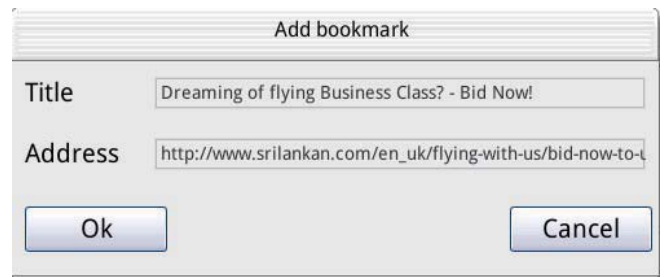 Add bookmark
Title Dreaming of flying Business Class? - Bid Now!
Address http://www.srilankan.com/en_uk/flying-with-us/bid-now-to-u
Ok Cancel